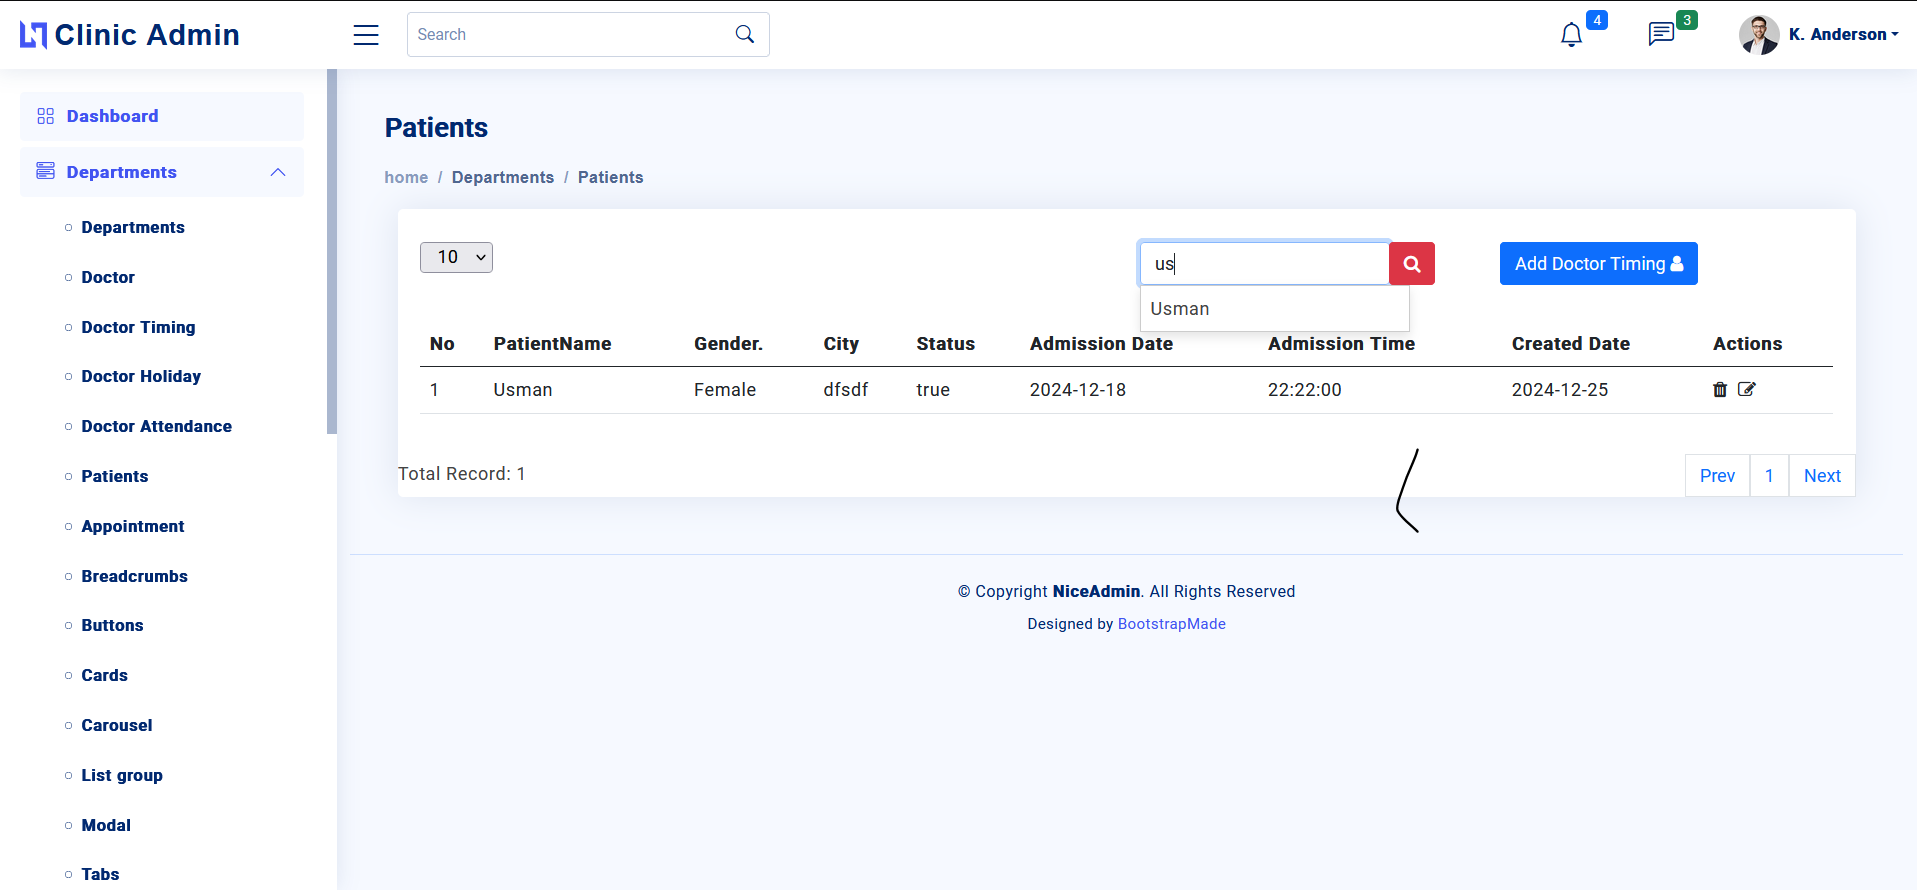 Clinic Admin
Search
4
3
K. Anderson
Dashboard
Departments
Departments
Doctor
Doctor Timing
Doctor Holiday
Doctor Attendance
Patients
Appointment
Breadcrumbs
Buttons
Cards
Carousel
List group
Modal
Tabs
Patients
home / Departments / Patients
10
us
Add Doctor Timing
Usman
No PatientName Gender. City Status Admission Date Admission Time Created Date Actions
1 Usman Female dfsdf true 2024-12-18 22:22:00 2024-12-25
Total Record: 1
Prev 1 Next
© Copyright NiceAdmin. All Rights Reserved
Designed by BootstrapMade